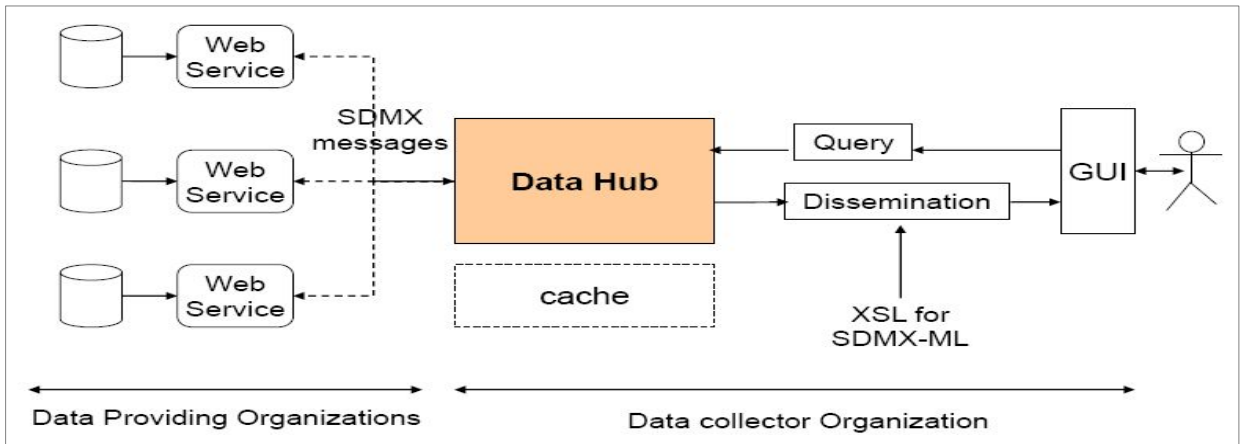 Web
Service
SDMX
messages
Web
Service
Web
Service
Data Hub
cache
Query
Dissemination
GUI
XSL for
SDMX-ML
Data Providing Organizations
Data collector Organization